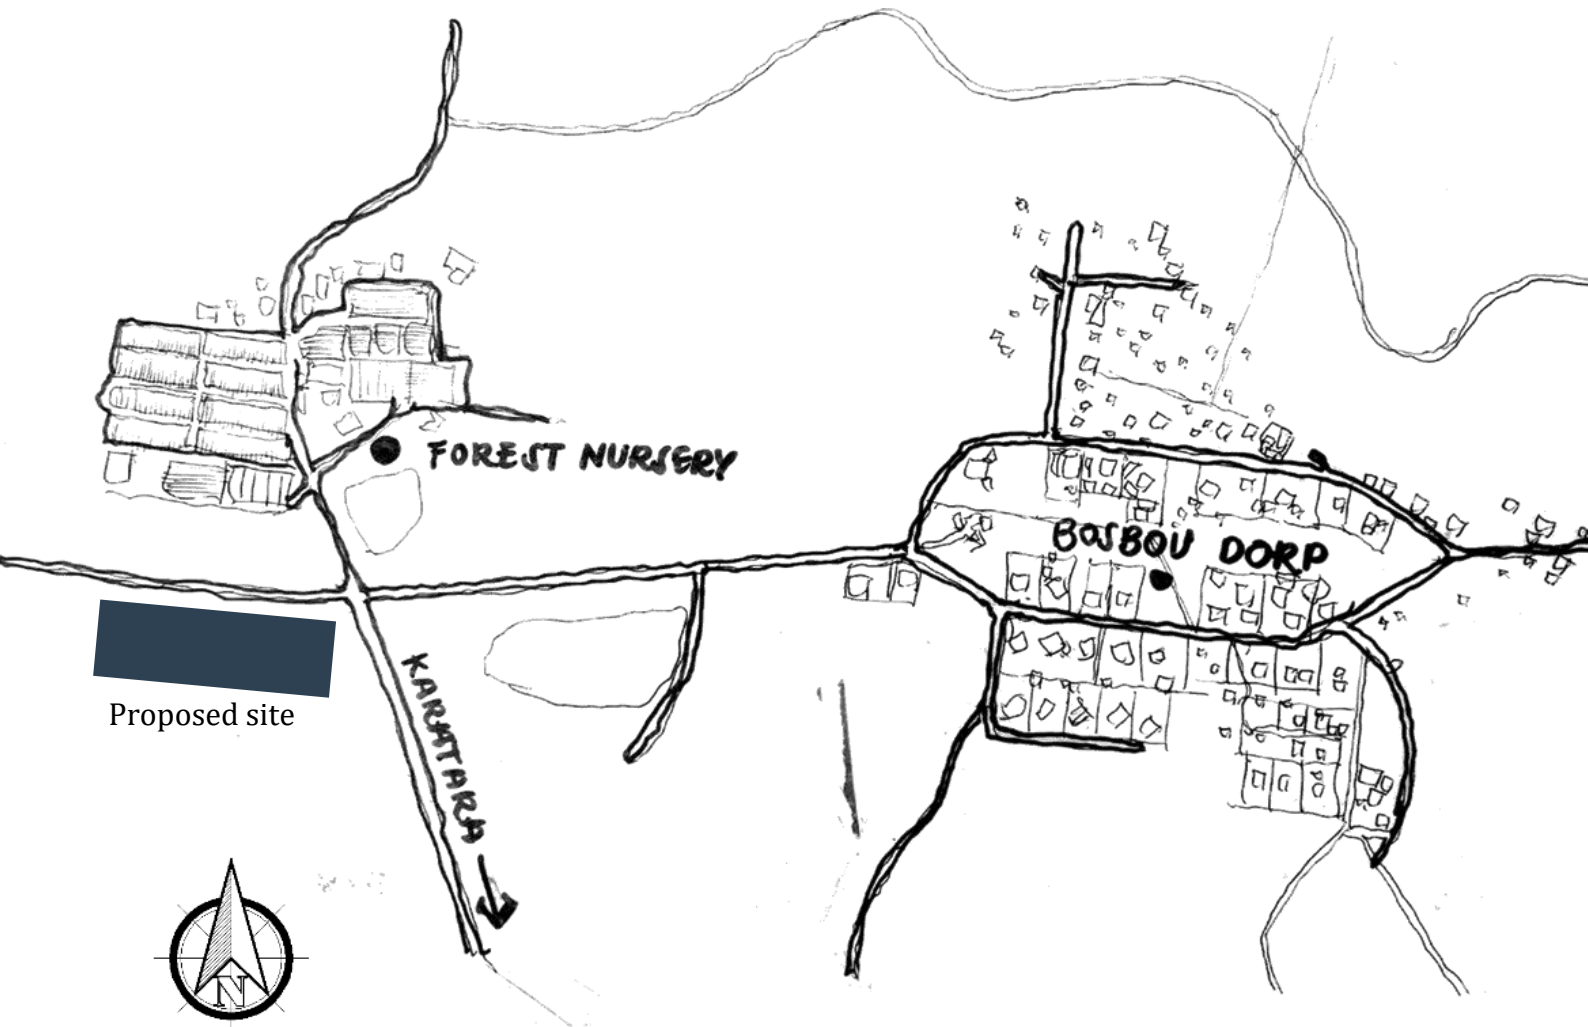 FOREST NURSERY
BOSBOU DORP
KARATARA
Proposed site
N